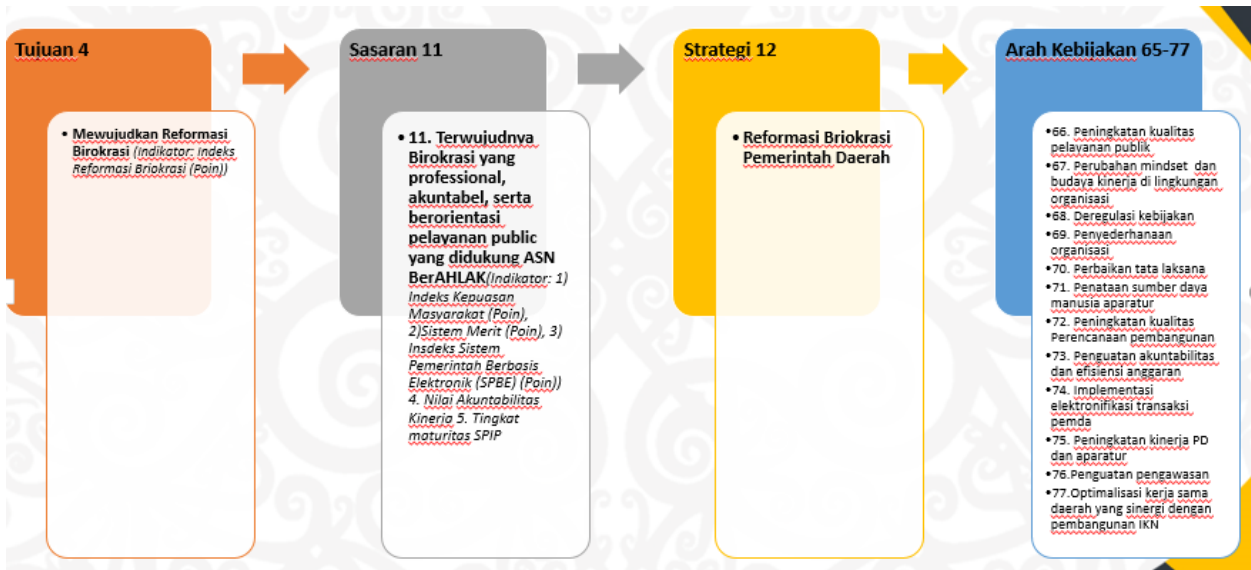 Tujuan 4
• Mewujudkan Reformasi
Birokrasi (Indikator: Indeks
Reformasi Briokrasi (Poin))
Sasaran 11
• 11. Terwujudnya
Birokrasi yang
professional,
akuntabel, serta
berorientasi
pelayanan public
yang didukung ASN
BerAHLAK(Indikator: 1)
Indeks Kepuasan
Masyarakat (Poin),
2)Sistem Merit (Poin), 3)
Insdeks Sistem
Pemerintah Berbasis
Elektronik (SPBE) (Poin))
4. Nilai Akuntabilitas
Kinerja 5. Tingkat
maturitas SPIP
Strategi 12
• Reformasi Briokrasi
Pemerintah Daerah
Arah Kebijakan 65-77
•66. Peningkatan kualitas
pelayanan publik
•67. Perubahan mindset dan
budaya kinerja di lingkungan
organisasi
•68. Deregulasi kebijakan
•69. Penyederhanaan
organisasi
•70. Perbaikan tata laksana
•71. Penataan sumber daya
manusia aparatur
•72. Peningkatan kualitas
Perencanaan pembangunan
•73. Penguatan akuntabilitas
dan efisiensi anggaran
•74. Implementasi
elektronifikasi transaksi
pemda
•75. Peningkatan kinerja PD
dan aparatur
•76.Penguatan pengawasan
•77.Optimalisasi kerja sama
daerah yang sinergi dengan
pembangunan IKN